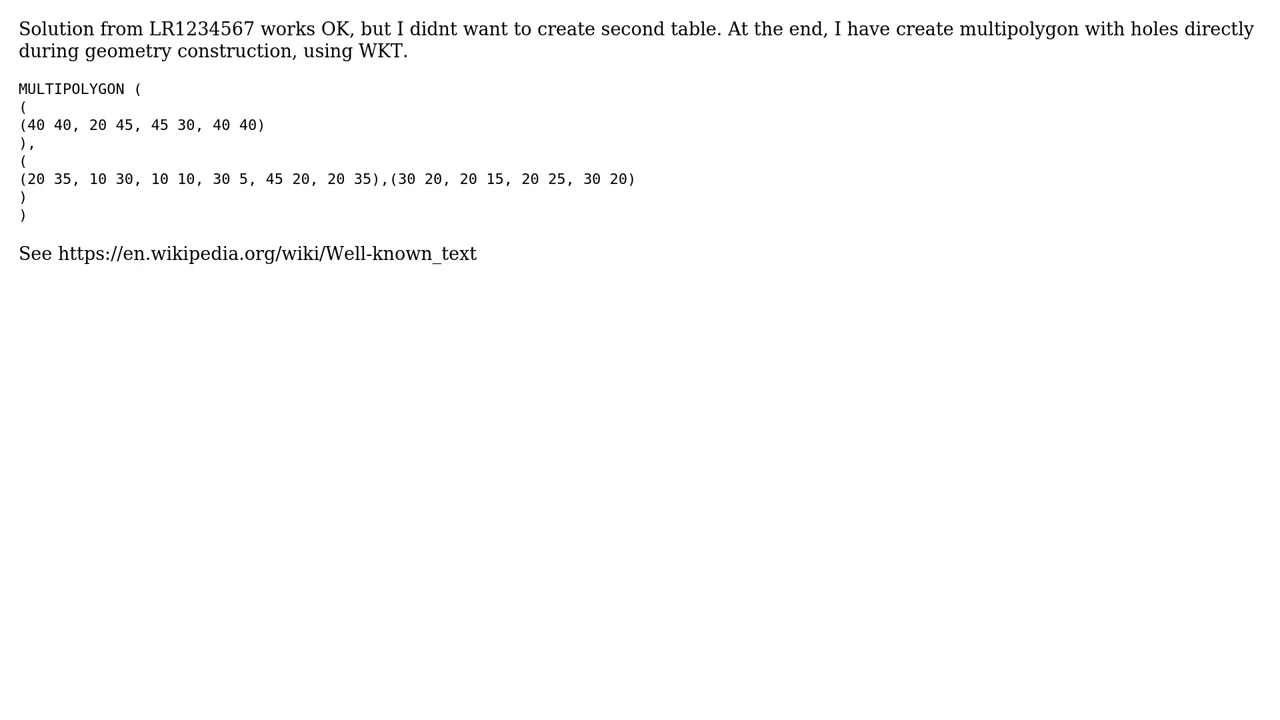 Solution from LR1234567 works OK, but I didnt want to create second table. At the end, I have create multipolygon with holes directly
during geometry construction, using WKT.
MULTIPOLYGON (
(
(40 40, 20 45, 45 30, 40 40)
),
(
(20 35, 10 30, 10 10, 30 5, 45 20, 20 35),(30 20, 20 15, 20 25, 30 20)
)
)
See https://en.wikipedia.org/wiki/Well-known_text